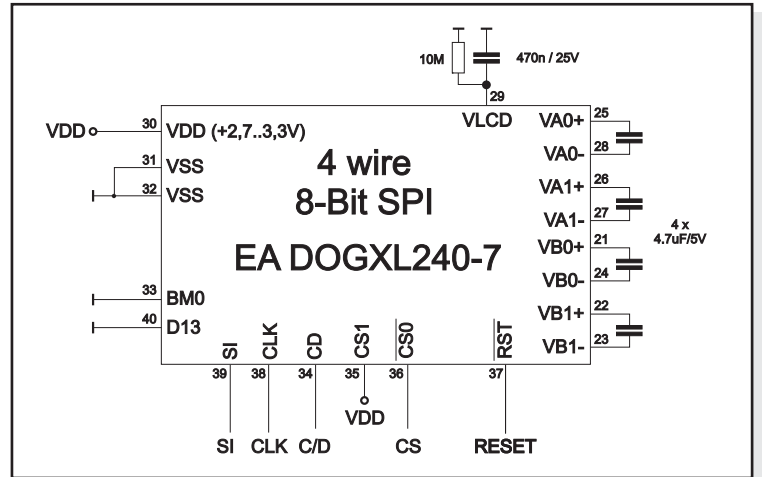 10M
470n / 25V
29
VLCD
VDD
30
VDD (+2,7..3,3V)
31
VSS
32
VSS
33
BM0
40
D13
4 wire
8-Bit SPI
EA DOGXL240-7
VA0+
25
VA0-
28
VA1+
26
VA1-
27
VB0+
21
VB0-
24
VB1+
22
VB1-
23
4 x
4.7uF/5V
SI
CLK
CD
CS1
CS0
RST
39
38
34
35
36
37
VDD
SI
CLK
C/D
CS
RESET